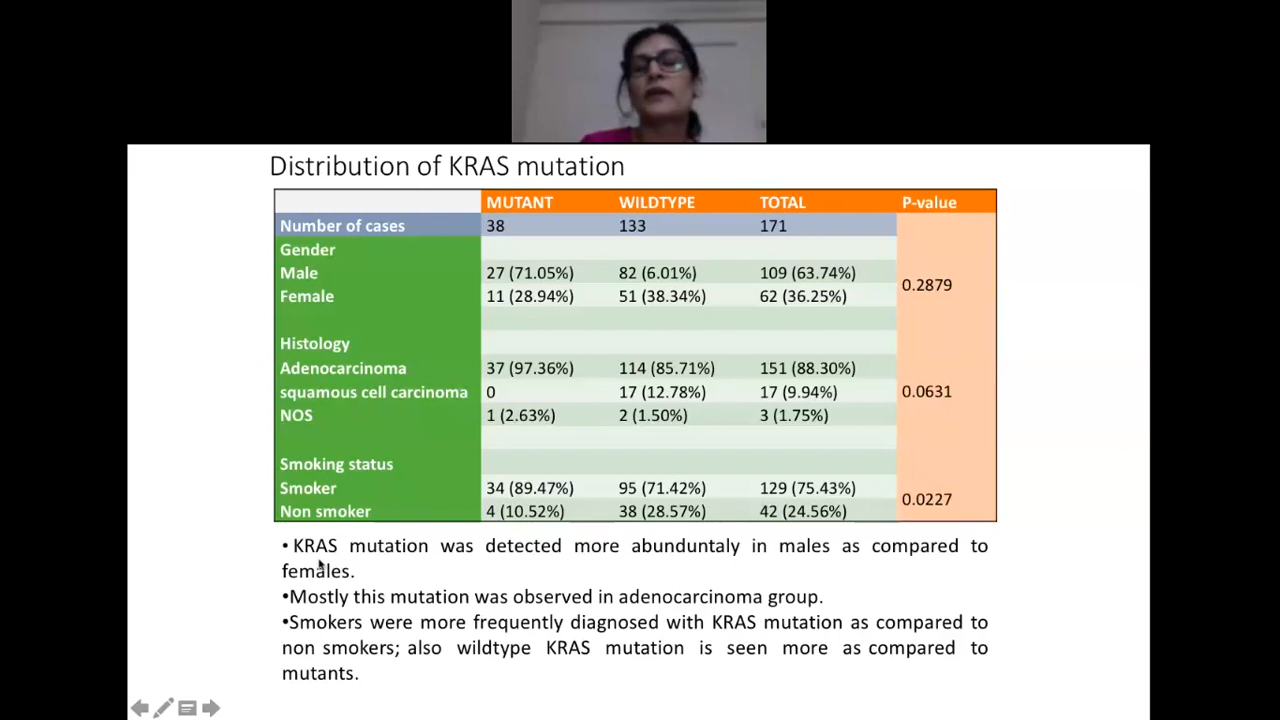 Distribution of KRAS mutation
MUTANT WILDTYPE TOTAL P-value
Number of cases 38 133 171
Gender
Male 27 (71.05%) 82 (6.01%) 109 (63.74%)
0.2879
Female 11 (28.94%) 51 (38.34%) 62 (36.25%)
Histology
Adenocarcinoma 37 (97.36%) 114 (85.71%) 151 (88.30%)
squamous cell carcinoma 0 17 (12.78%) 17 (9.94%) 0.0631
NOS 1 (2.63%) 2 (1.50%) 3 (1.75%)
Smoking status
Smoker 34 (89.47%) 95 (71.42%) 129 (75.43%)
0.0227
Non smoker 4 (10.52%) 38 (28.57%) 42 (24.56%)
• KRAS mutation was detected more abunduntaly in males as compared to
females.
•Mostly this mutation was observed in adenocarcinoma group.
•Smokers were more frequently diagnosed with KRAS mutation as compared to
non smokers; also wildtype KRAS mutation is seen more as compared to
mutants.